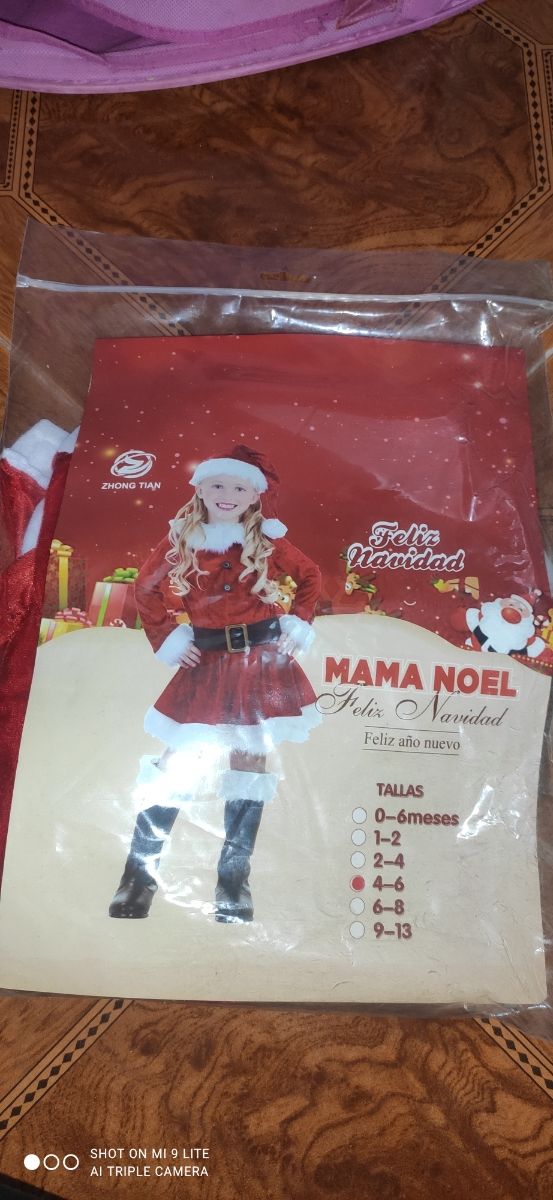 ZHONG TIAN
Feliz
Navidad
MAMA NOEL
Feliz Navidad
Feliz año nuevo
TALLAS
0-6meses
1-2
2-4
4-6
6-8
9-13
SHOT ON MI 9 LITE
AI TRIPLE CAMERA